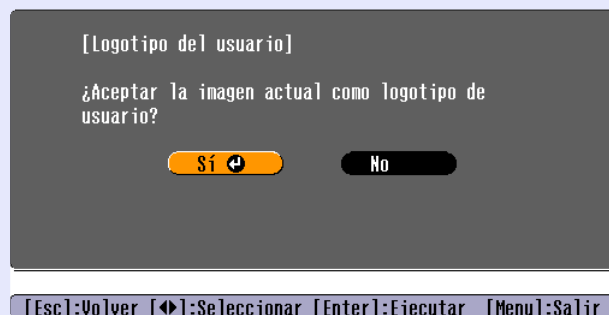 [Logotipo del usuario]
¿Aceptar la imagen actual como logotipo de
usuario?
Sí No
[Esc]:Volver [◆]:Seleccionar [Enter]:Ejecutar [Menu]:Salir